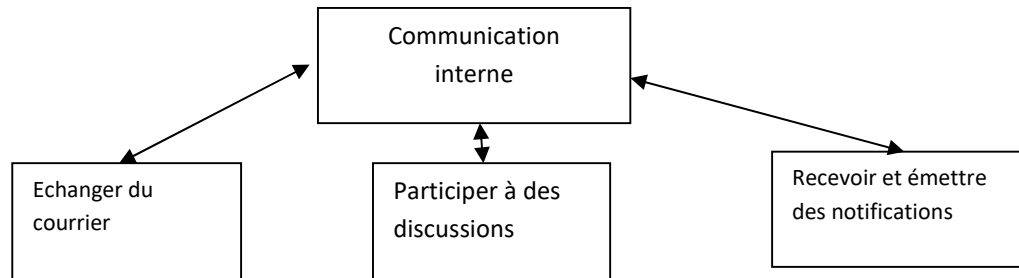 Communication
interne
Echanger du
courrier
Participer à des
discussions
Recevoir et émettre
des notifications